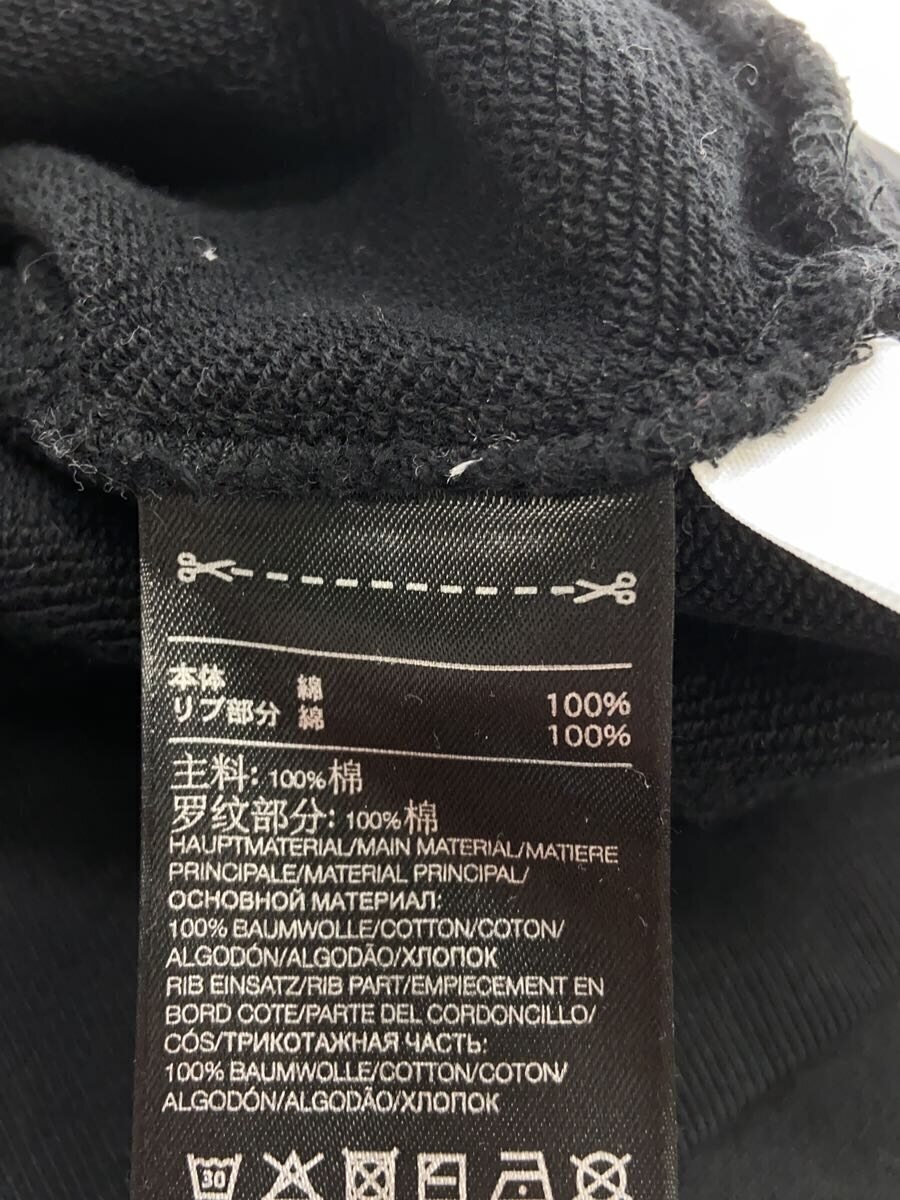 本体 綿 100%
リブ部分 綿 100%
主料: 100%棉
罗纹部分: 100%棉
HAUPTMATERIAL/MAIN MATERIAL/MATIERE
PRINCIPALE/MATERIAL PRINCIPAL/
ОСНОВНОЙ МАТЕРИАЛ:
100% BAUMWOLLE/COTTON/COTON/
ALGODÓN/ALGODÃO/ХЛОПОК
RIB EINSATZ/RIB PART/EMPIECEMENT EN
BORD COTE/PARTE DEL CORDONCILLO/
CÓS/ТРИКОТАЖНАЯ ЧАСТЬ:
100% BAUMWOLLE/COTTON/COTON/
ALGODÓN/ALGODÃO/ХЛОПОК
30